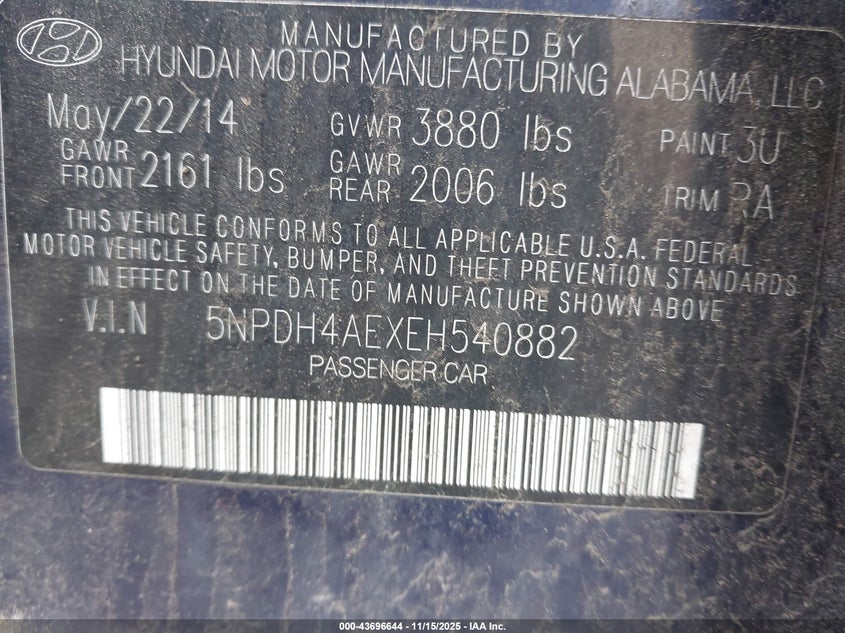 MANUFACTURED BY
HYUNDAI MOTOR MANUFACTURING ALABAMA, LLC
May/22/14 GVWR 3880 lbs PAINT 3U
GAWR FRONT 2161 lbs GAWR REAR 2006 lbs TRIM RA
THIS VEHICLE CONFORMS TO ALL APPLICABLE U.S.A. FEDERAL
MOTOR VEHICLE SAFETY, BUMPER, AND THEFT PREVENTION STANDARDS
IN EFFECT ON THE DATE OF MANUFACTURE SHOWN ABOVE
V.I.N 5NPDH4AEXEH540882
PASSENGER CAR
000-43696644 - 11/15/2025 - IAA Inc.